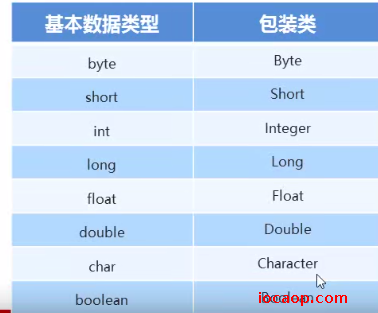 基本数据类型 包装类
byte Byte
short Short
int Integer
long Long
float Float
double Double
char Character
boolean Boolean
ibcaop.com